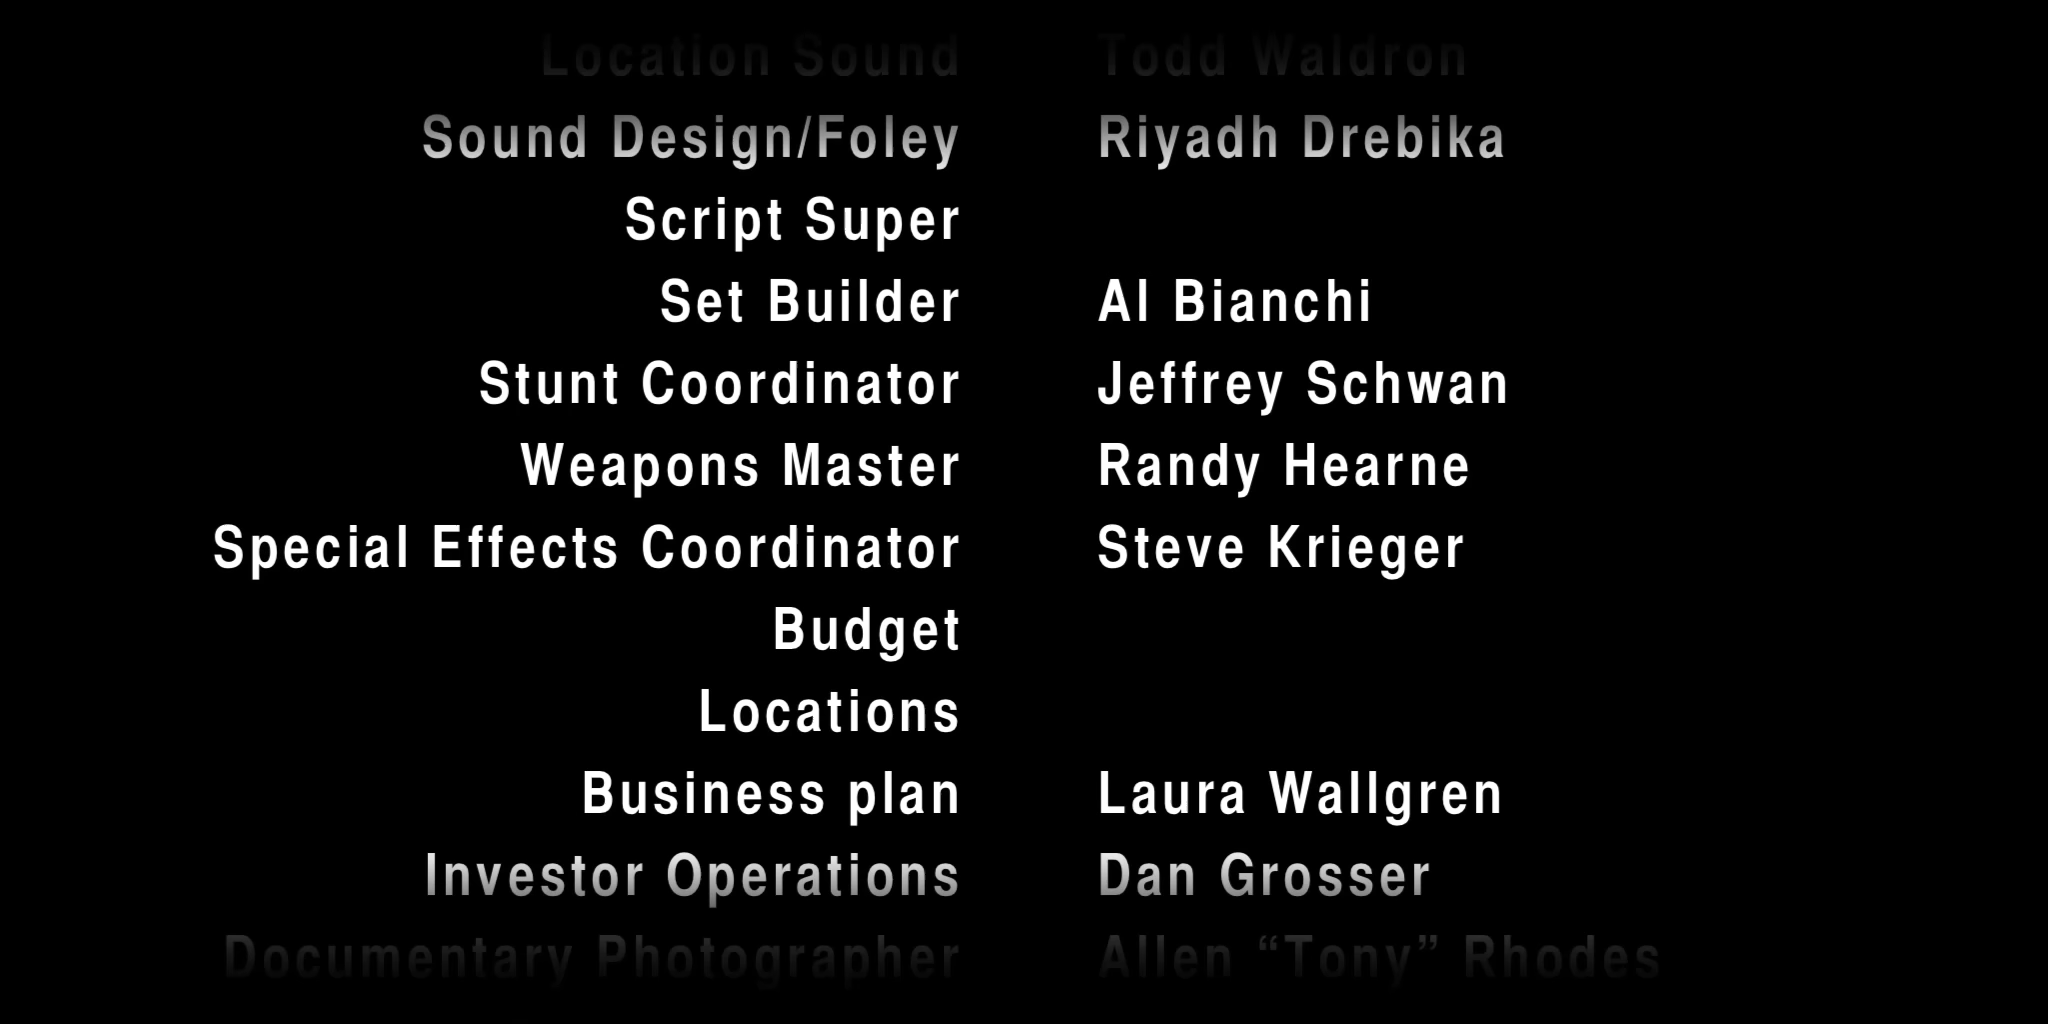 Location Sound Todd Waldron
Sound Design/Foley Riyadh Drebika
Script Super
Set Builder Al Bianchi
Stunt Coordinator Jeffrey Schwan
Weapons Master Randy Hearne
Special Effects Coordinator Steve Krieger
Budget
Locations
Business plan Laura Wallgren
Investor Operations Dan Grosser
Documentary Photographer Allen “Tony” Rhodes